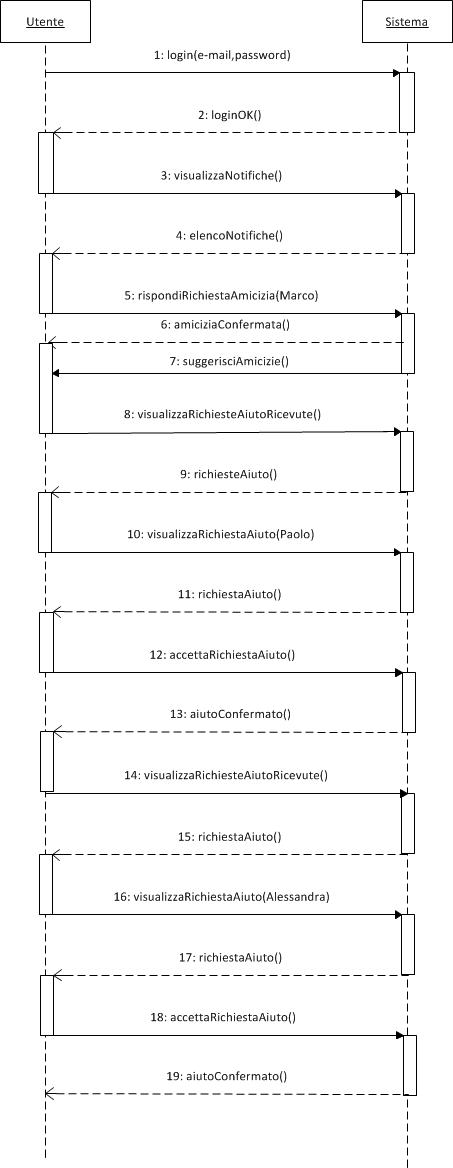 Utente
Sistema
1: login(e-mail,password)
2: loginOK()
3: visualizzaNotifiche()
4: elencoNotifiche()
5: rispondiRichiestaAmicizia(Marco)
6: amiciziaConfermata()
7: suggerisciAmicizie()
8: visualizzaRichiesteAiutoRicevute()
9: richiesteAiuto()
10: visualizzaRichiestaAiuto(Paolo)
11: richiestaAiuto()
12: accettaRichiestaAiuto()
13: aiutoConfermato()
14: visualizzaRichiesteAiutoRicevute()
15: richiestaAiuto()
16: visualizzaRichiestaAiuto(Alessandra)
17: richiestaAiuto()
18: accettaRichiestaAiuto()
19: aiutoConfermato()